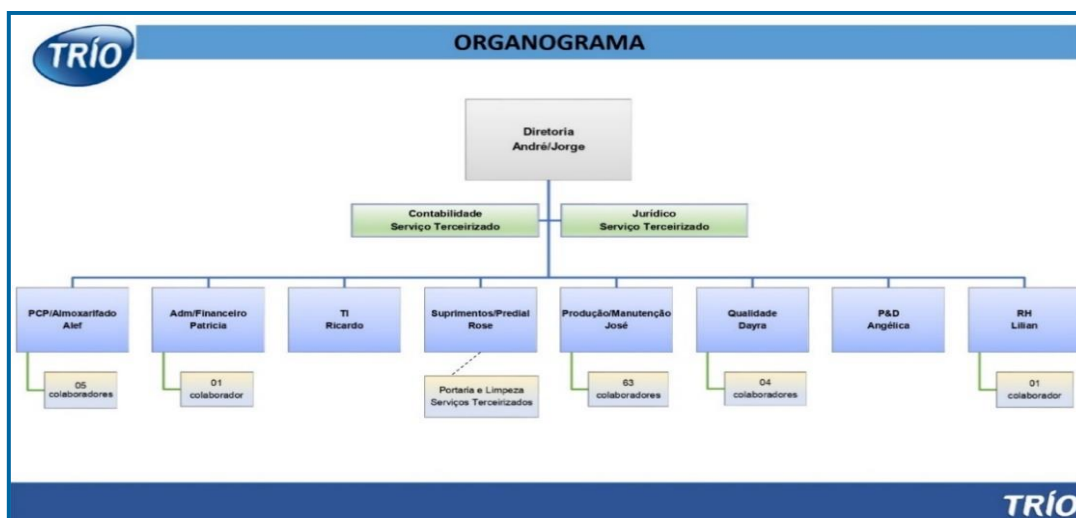 TRÍO
ORGANOGRAMA
Diretoria
André/Jorge
Contabilidade
Serviço Terceirizado
Jurídico
Serviço Terceirizado
PCP/Almoxarifado
Alef
Adm/Financeiro
Patricia
TI
Ricardo
Suprimentos/Predial
Rose
Produção/Manutenção
José
Qualidade
Dayra
P&D
Angélica
RH
Lilian
05
colaboradores
01
colaborador
Portaria e Limpeza
Serviços Terceirizados
63
colaboradores
04
colaboradores
01
colaborador
TRÍO